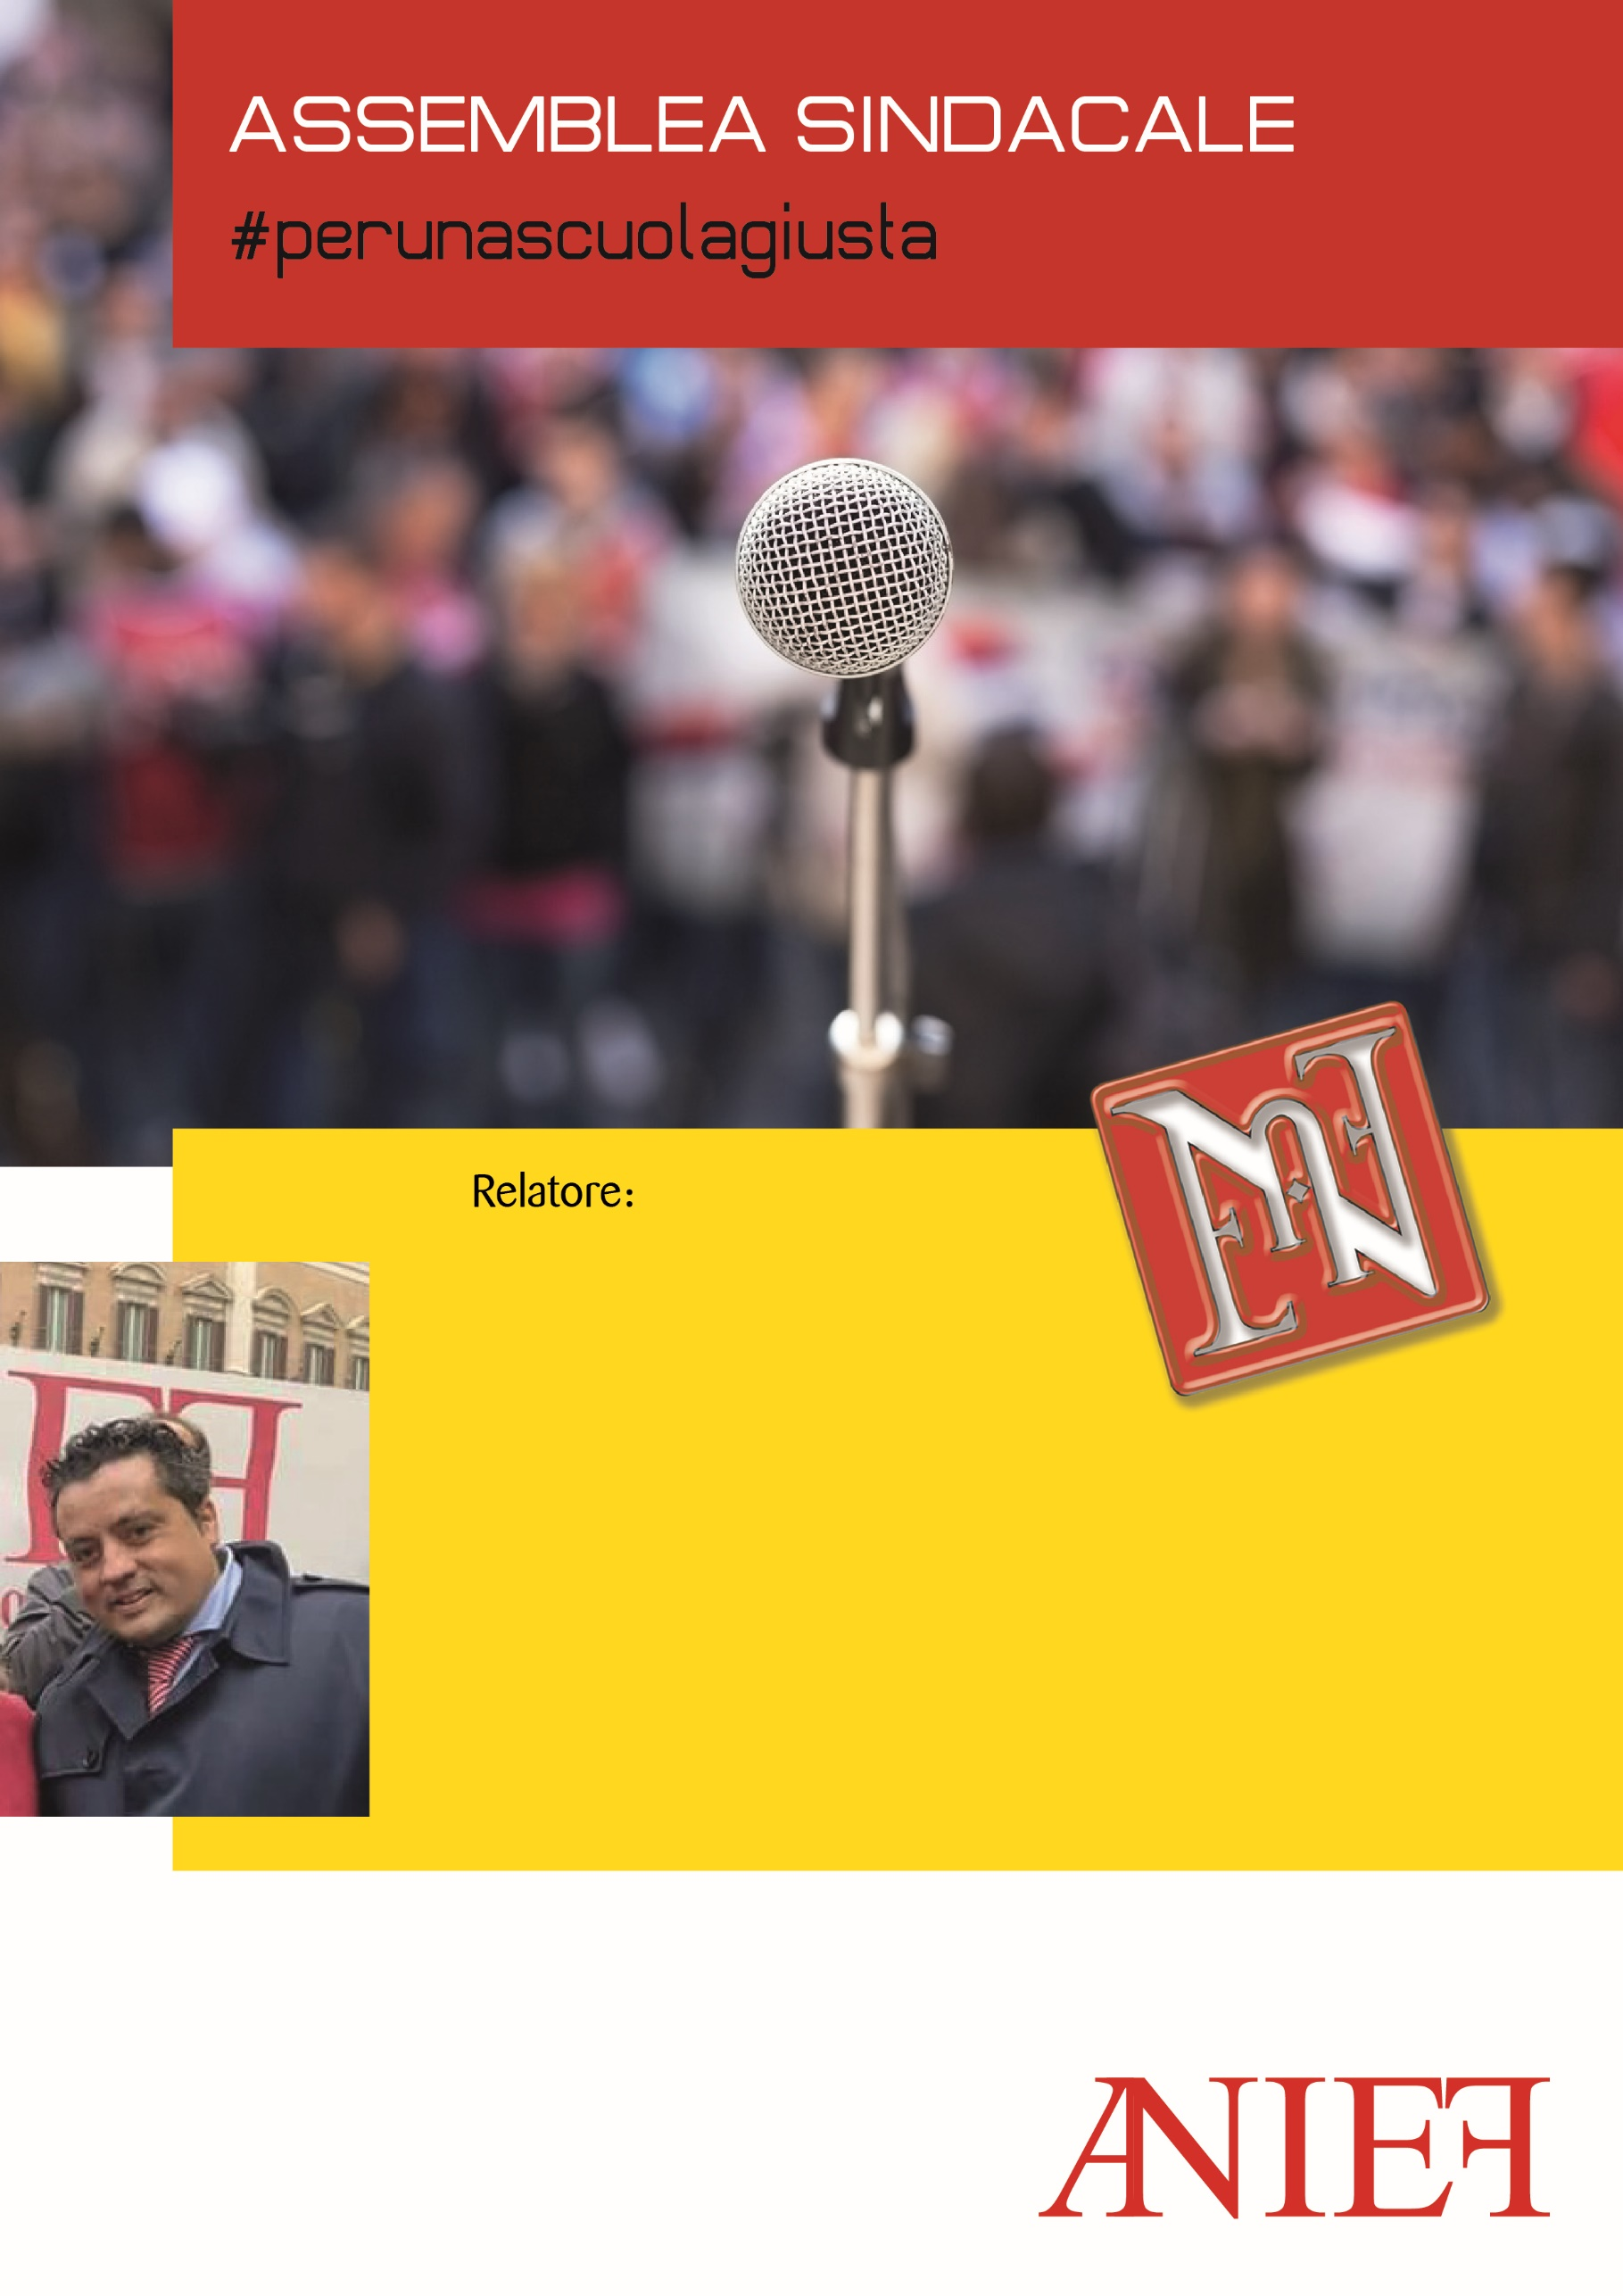 ASSEMBLEA SINDACALE
#perunascuolagiusta
Relatore:
ANIEF